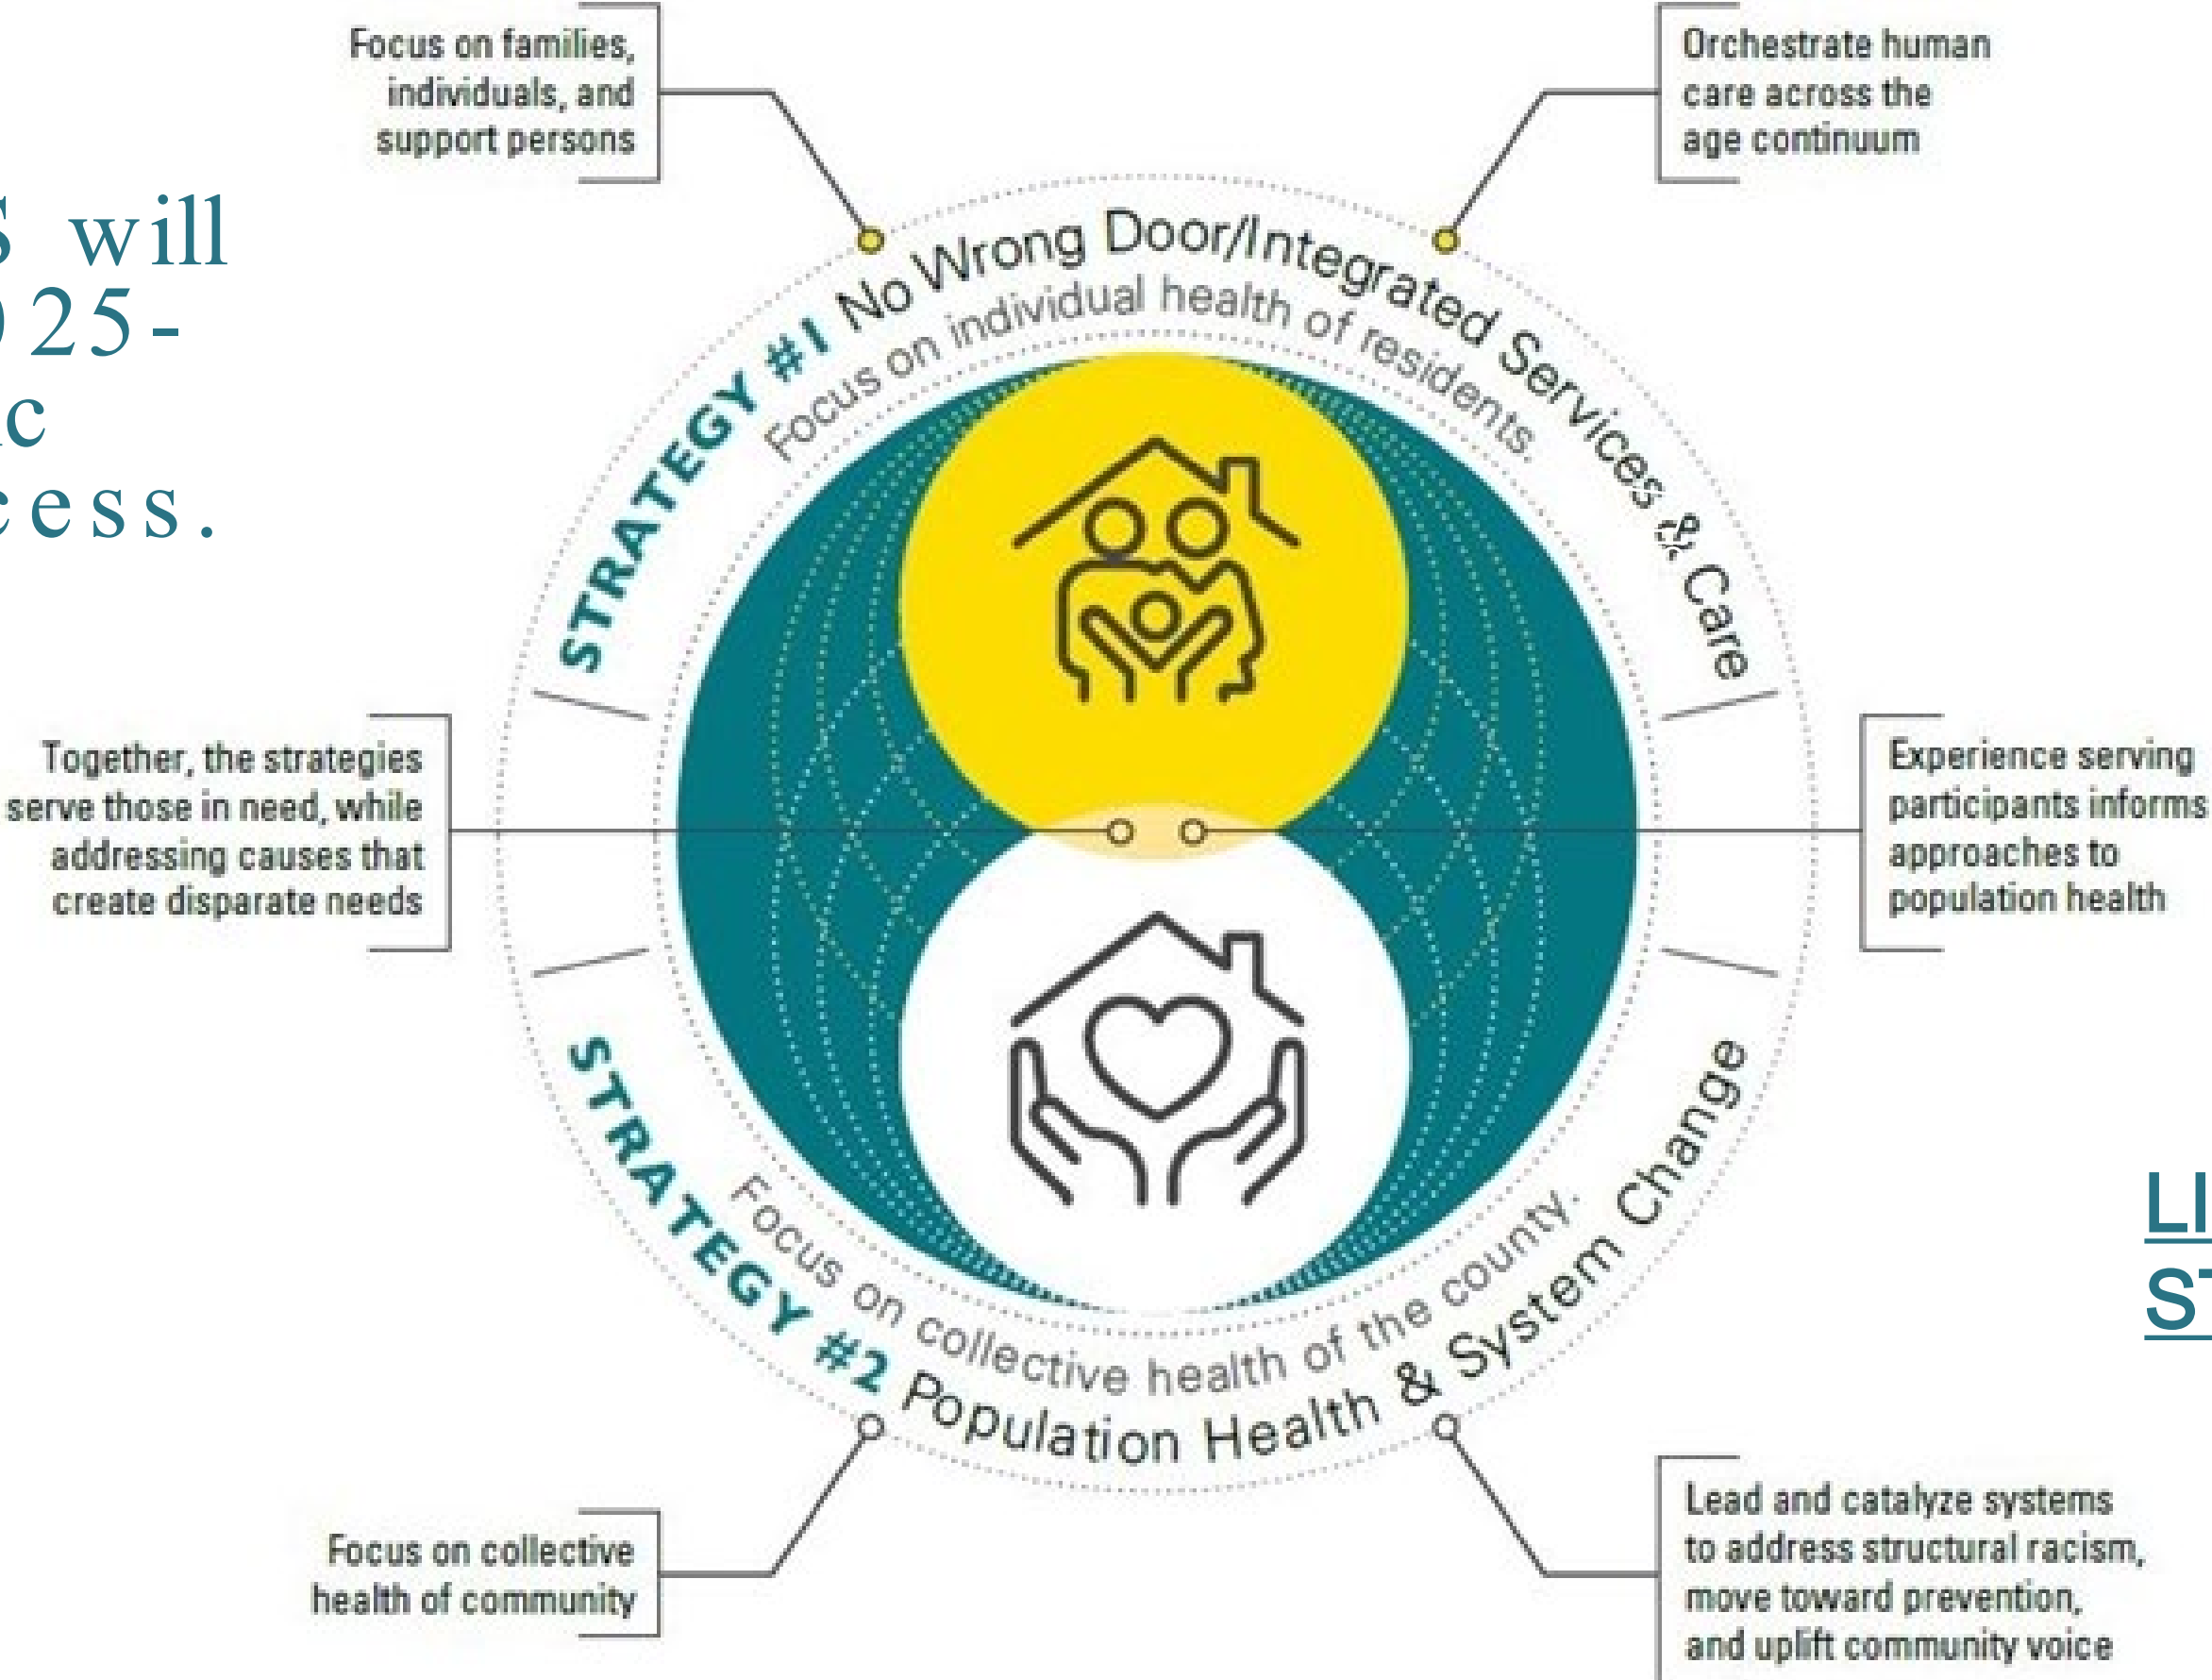 Focus on families,
individuals, and
support persons
Orchestrate human
care across the
age continuum
will
25-
STRATEGY #1 No Wrong Door/Integrated Services & Care
Focus on individual health of residents.
Together, the strategies
serve those in need, while
addressing causes that
create disparate needs
Experience serving
participants informs
approaches to
population health
Focus on collective health of the county.
STRATEGY #2 Population Health & System Change
Focus on collective
health of community
Lead and catalyze systems
to address structural racism,
move toward prevention,
and uplift community voice